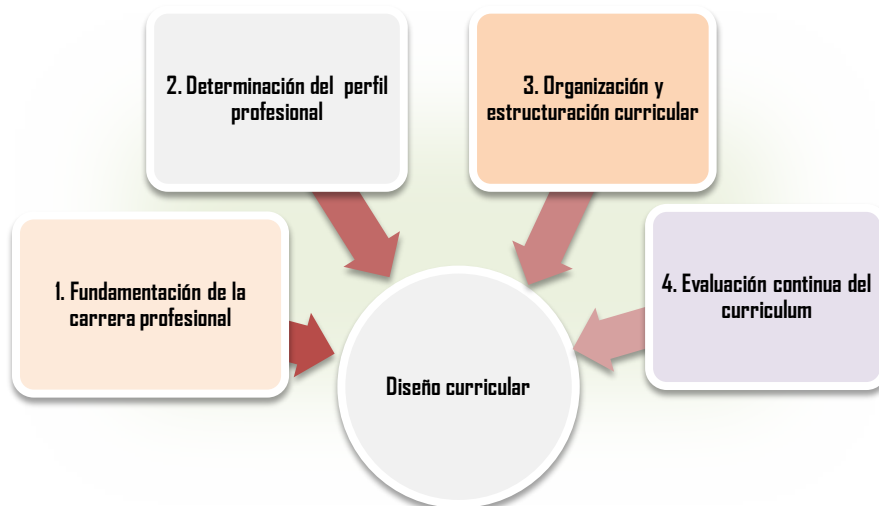 2. Determinación del perfil
profesional
3. Organización y
estructuración curricular
1. Fundamentación de la
carrera profesional
4. Evaluación continua del
curriculum
Diseño curricular